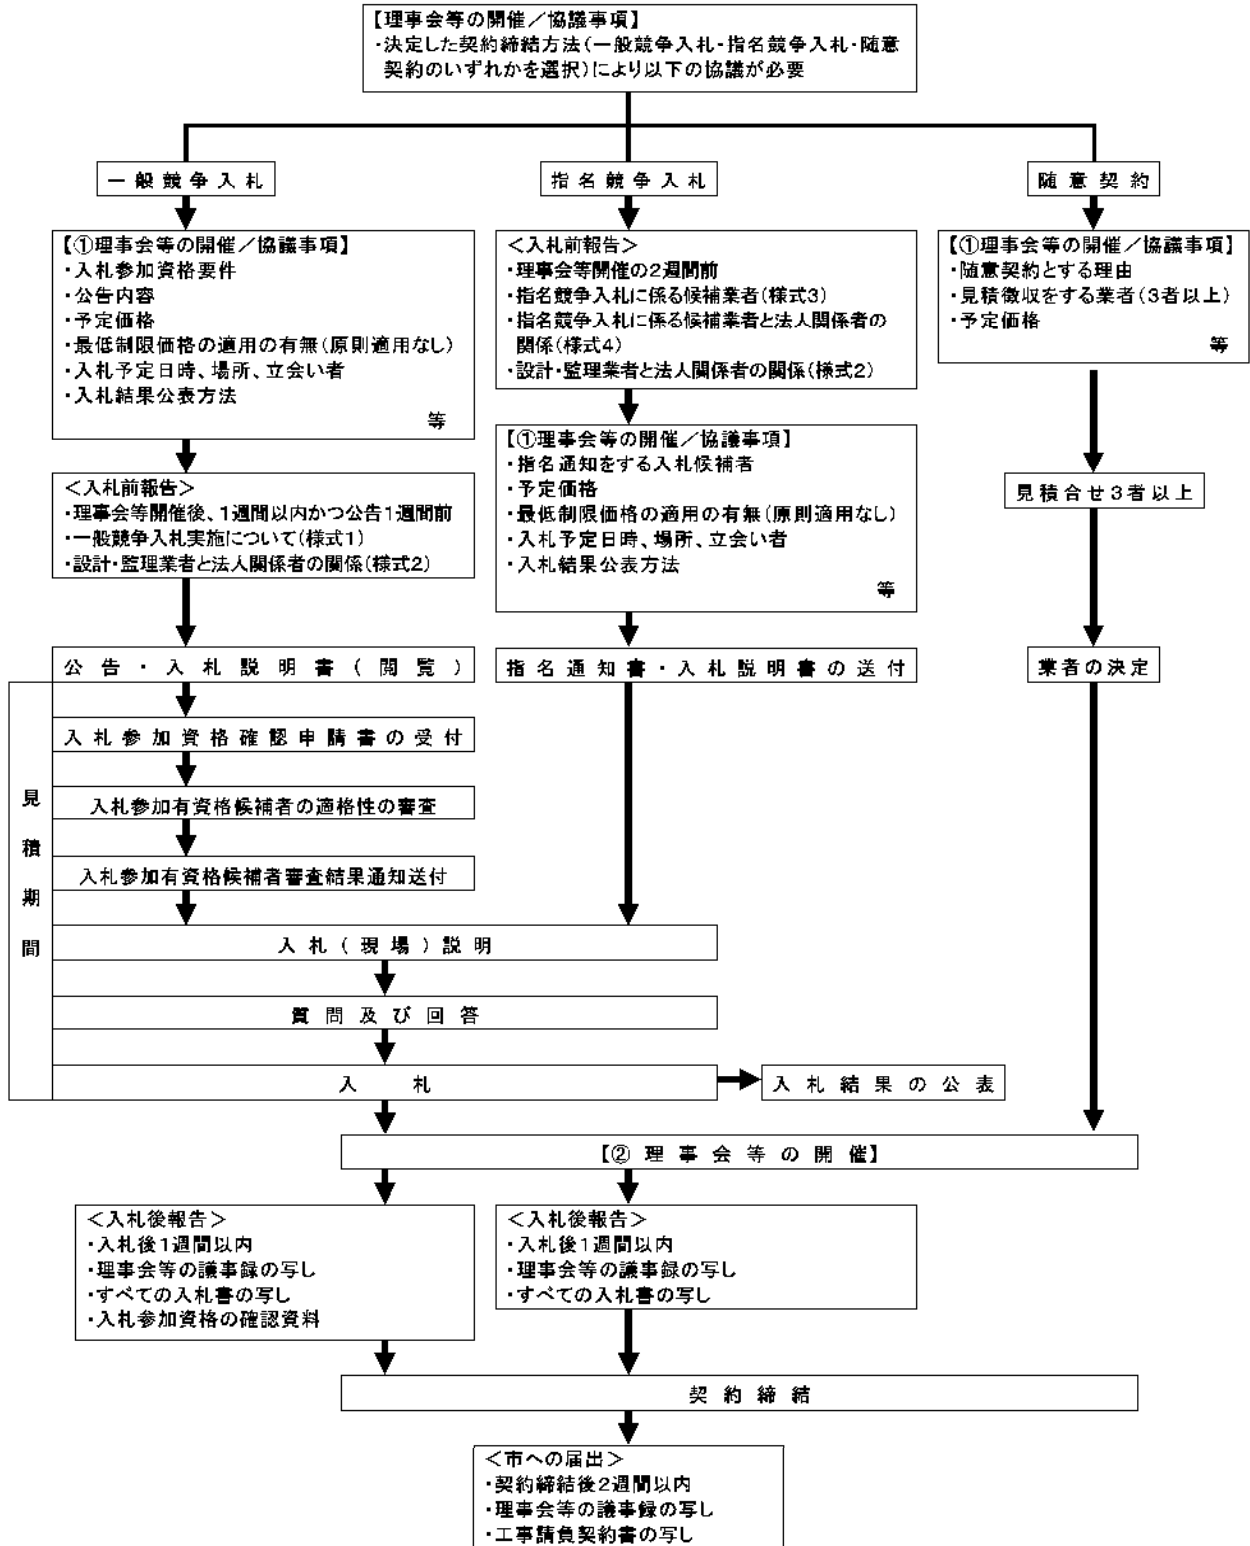 【理事会等の開催／協議事項】
・決定した契約締結方法（一般競争入札・指名競争入札・随意
契約のいずれかを選択）により以下の協議が必要
一般競争入札
指名競争入札
随意契約
【①理事会等の開催／協議事項】
・入札参加資格要件
・公告内容
・予定価格
・最低制限価格の適用の有無（原則適用なし）
・入札予定日時、場所、立会い者
・入札結果公表方法
等
＜入札前報告＞
・理事会等開催の2週間前
・指名競争入札に係る候補業者（様式3）
・指名競争入札に係る候補業者と法人関係者の
関係（様式4）
・設計・監理業者と法人関係者の関係（様式2）
【①理事会等の開催／協議事項】
・随意契約とする理由
・見積徴収をする業者（3者以上）
・予定価格
等
＜入札前報告＞
・理事会等開催後、1週間以内かつ公告1週間前
・一般競争入札実施について（様式1）
・設計・監理業者と法人関係者の関係（様式2）
【①理事会等の開催／協議事項】
・指名通知をする入札候補者
・予定価格
・最低制限価格の適用の有無（原則適用なし）
・入札予定日時、場所、立会い者
・入札結果公表方法
等
見積合せ3者以上
公告・入札説明書（閲覧）
指名通知書・入札説明書の送付
業者の決定
見積期間
入札参加資格確認申請書の受付
入札参加有資格候補者の適格性の審査
入札参加有資格候補者審査結果通知送付
入札（現場）説明
質問及び回答
入札
入札結果の公表
【②理事会等の開催】
＜入札後報告＞
・入札後1週間以内
・理事会等の議事録の写し
・すべての入札書の写し
・入札参加資格の確認資料
＜入札後報告＞
・入札後1週間以内
・理事会等の議事録の写し
・すべての入札書の写し
契約締結
＜市への届出＞
・契約締結後2週間以内
・理事会等の議事録の写し
・工事請負契約書の写し